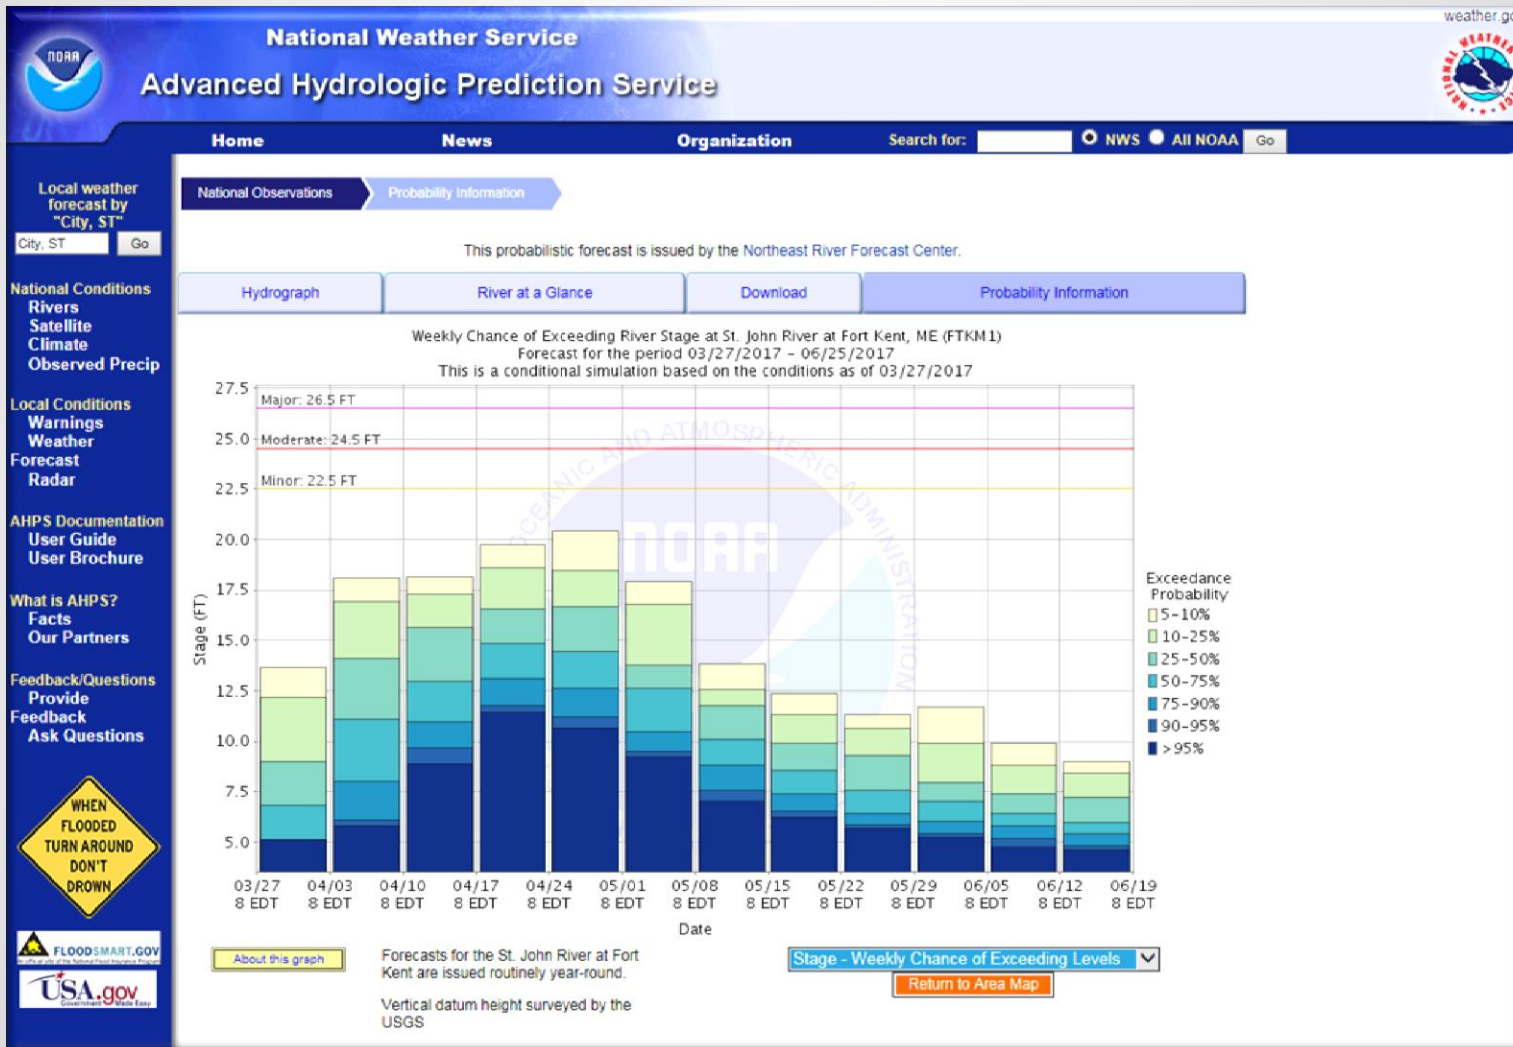 weather.go
National Weather Service
NOAA
Advanced Hydrologic Prediction Service
Home News Organization Search for: NWS All NOAA Go
Local weather
forecast by
"City, ST"
City, ST Go
National Conditions
Rivers
Satellite
Climate
Observed Precip
Local Conditions
Warnings
Weather
Forecast
Radar
AHPS Documentation
User Guide
User Brochure
What is AHPS?
Facts
Our Partners
Feedback/Questions
Provide
Feedback
Ask Questions
WHEN
FLOODED
TURN AROUND
DON'T
DROWN
FLOODSMART.GOV
USA.gov
Government Made Easy
National Observations Probability Information
This probabilistic forecast is issued by the Northeast River Forecast Center.
Hydrograph River at a Glance Download Probability Information
Weekly Chance of Exceeding River Stage at St. John River at Fort Kent, ME (FTKM1)
Forecast for the period 03/27/2017 - 06/25/2017
This is a conditional simulation based on the conditions as of 03/27/2017
27.5
Major: 26.5 FT
25.0
Moderate: 24.5 FT
22.5
Minor: 22.5 FT
20.0
17.5
15.0
12.5
10.0
7.5
5.0
Stage (FT)
OCEANIC AND ATMOSPHERIC ADMINISTRATION
NOAA
Exceedance
Probability
5-10%
10-25%
25-50%
50-75%
75-90%
90-95%
>95%
03/27 04/03 04/10 04/17 04/24 05/01 05/08 05/15 05/22 05/29 06/05 06/12 06/19
8 EDT 8 EDT 8 EDT 8 EDT 8 EDT 8 EDT 8 EDT 8 EDT 8 EDT 8 EDT 8 EDT 8 EDT 8 EDT
Date
About this graph
Forecasts for the St. John River at Fort
Kent are issued routinely year-round.
Vertical datum height surveyed by the
USGS
Stage - Weekly Chance of Exceeding Levels
Return to Area Map